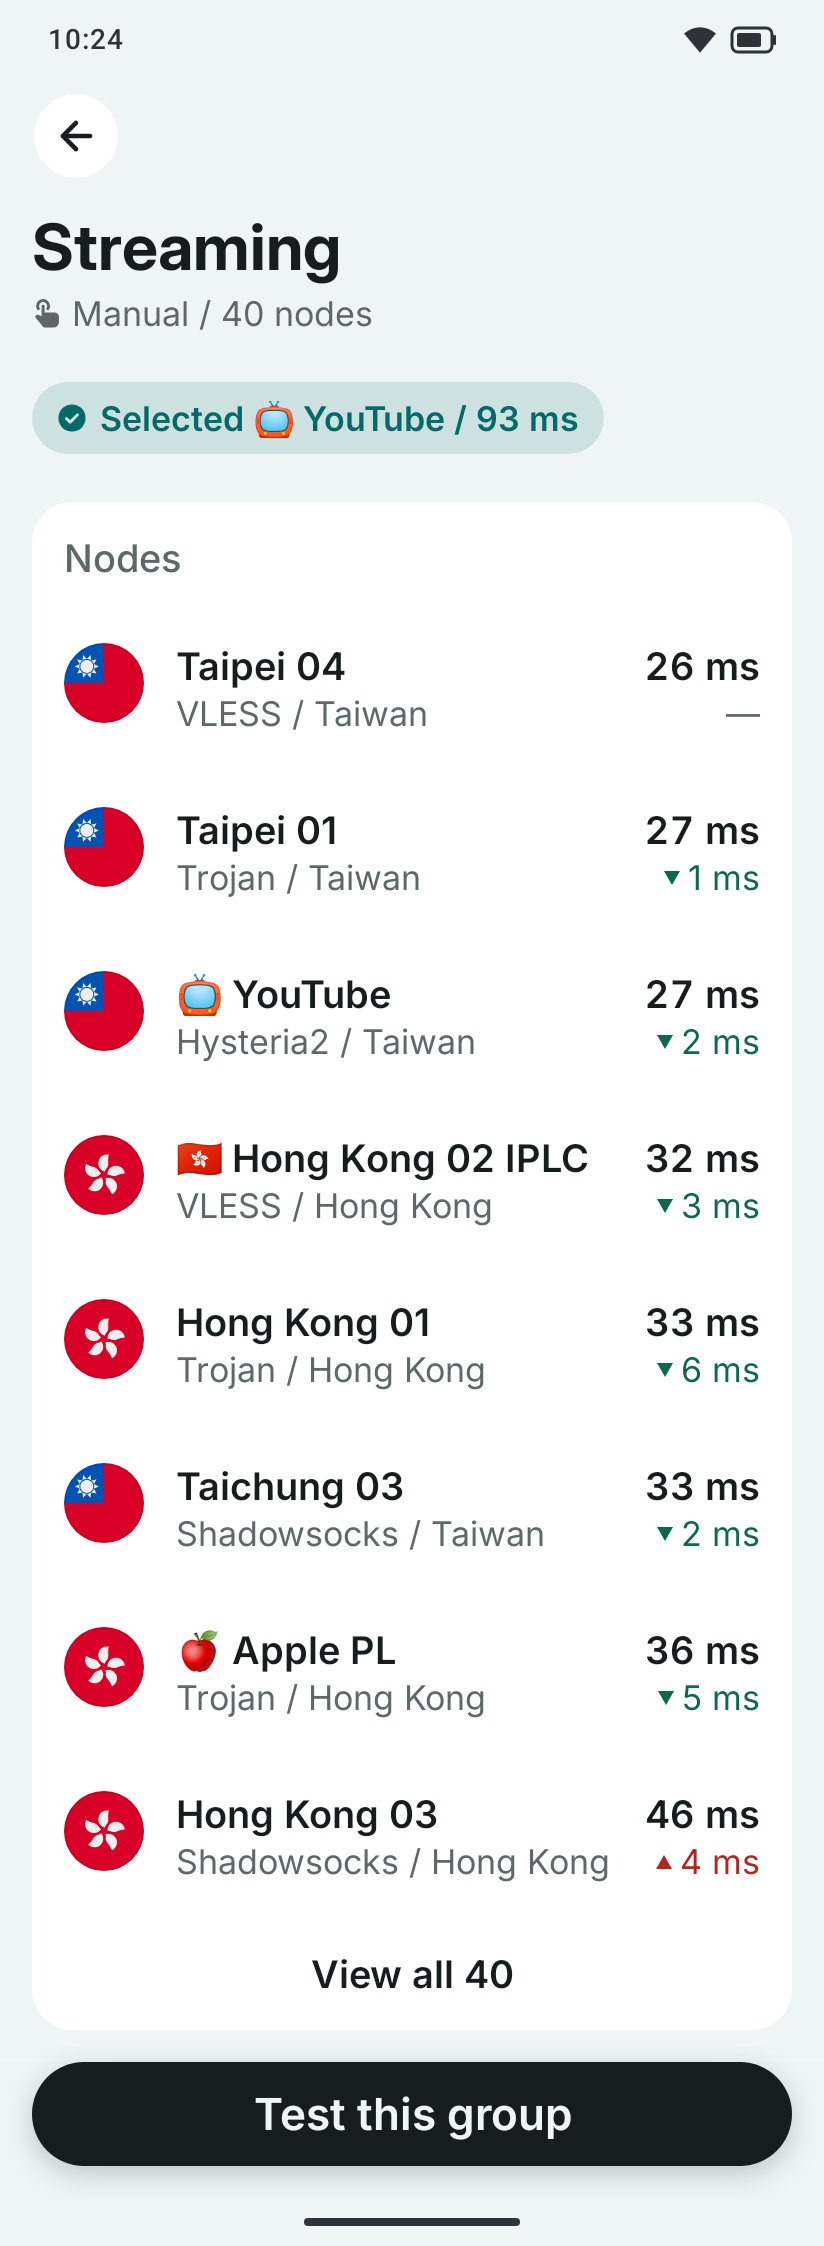 10:24
Streaming
Manual / 40 nodes
Selected 📺 YouTube / 93 ms
Nodes
Taipei 04
26 ms
VLESS / Taiwan
—
Taipei 01
27 ms
Trojan / Taiwan
▼1 ms
📺 YouTube
27 ms
Hysteria2 / Taiwan
▼2 ms
🇭🇰 Hong Kong 02 IPLC
32 ms
VLESS / Hong Kong
▼3 ms
Hong Kong 01
33 ms
Trojan / Hong Kong
▼6 ms
Taichung 03
33 ms
Shadowsocks / Taiwan
▼2 ms
🍎 Apple PL
36 ms
Trojan / Hong Kong
▼5 ms
Hong Kong 03
46 ms
Shadowsocks / Hong Kong
▲4 ms
View all 40
Test this group